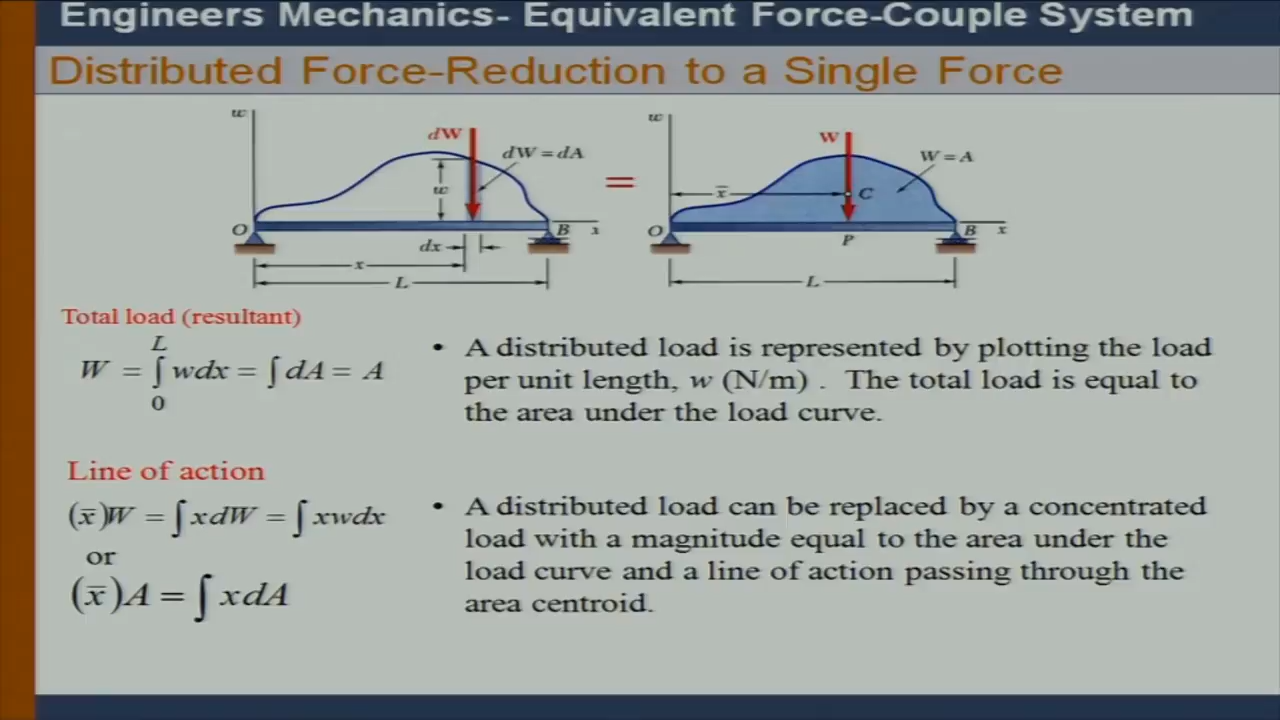 Engineers Mechanics- Equivalent Force-Couple System
Distributed Force-Reduction to a Single Force
w
dW
dW = dA
w
O
B
x
dx
x
L
=
w
W
W = A
x̄
C
O
P
B
x
L
Total load (resultant)
W = ∫₀ᴸ wdx = ∫ dA = A
• A distributed load is represented by plotting the load
per unit length, w (N/m) . The total load is equal to
the area under the load curve.
Line of action
(x̄)W = ∫ xdW = ∫ xwdx
or
(x̄)A = ∫ xdA
• A distributed load can be replaced by a concentrated
load with a magnitude equal to the area under the
load curve and a line of action passing through the
area centroid.